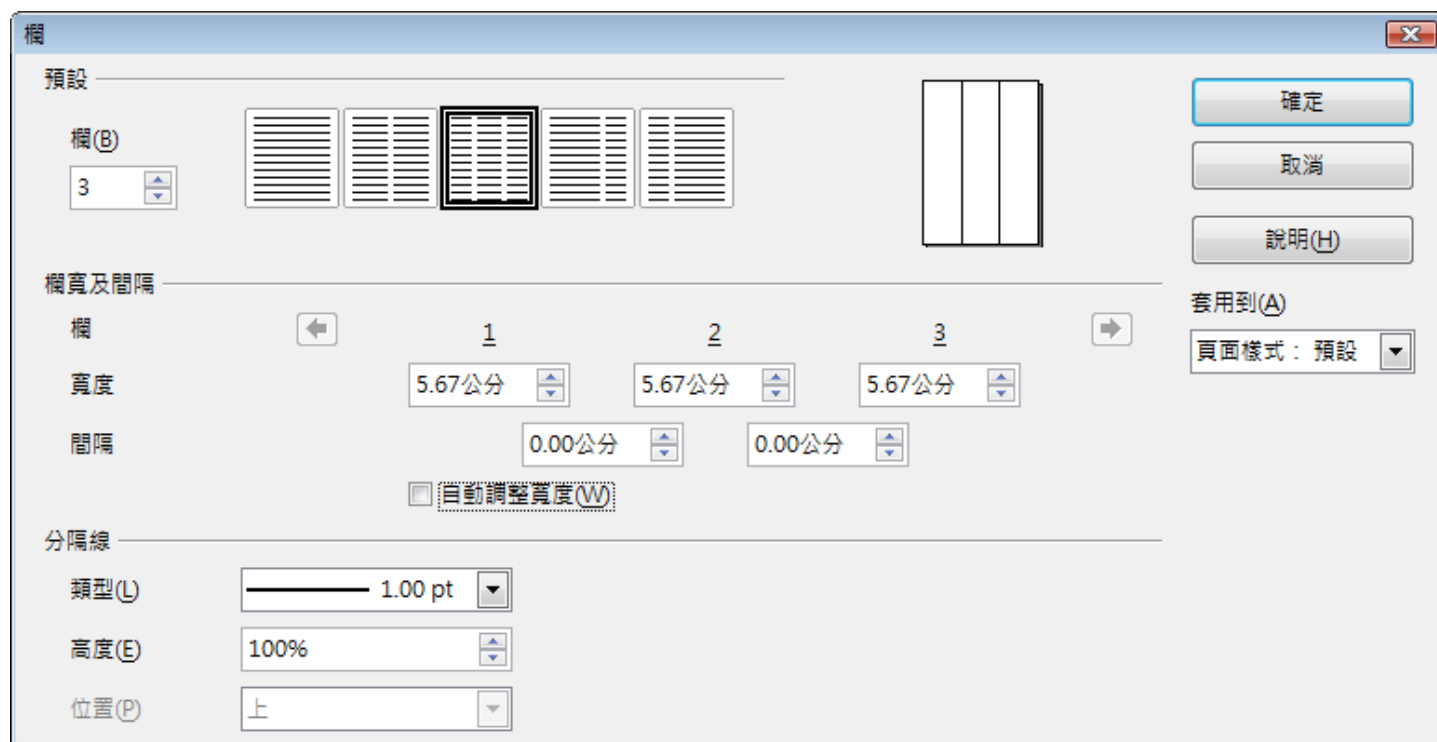 欄
預設
欄(B)
3
確定
取消
說明(H)
套用到(A)
頁面樣式：預設
欄寬及間隔
欄 1 2 3
寬度 5.67公分 5.67公分 5.67公分
間隔 0.00公分 0.00公分
自動調整寬度(W)
分隔線
類型(L) 1.00 pt
高度(E) 100%
位置(P) 上